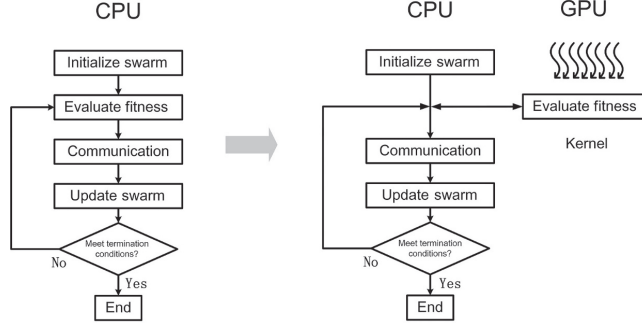 CPU
Initialize swarm
Evaluate fitness
Communication
Update swarm
Meet termination
conditions?
No
Yes
End
CPU
GPU
Initialize swarm
Evaluate fitness
Kernel
Communication
Update swarm
Meet termination
conditions?
No
Yes
End